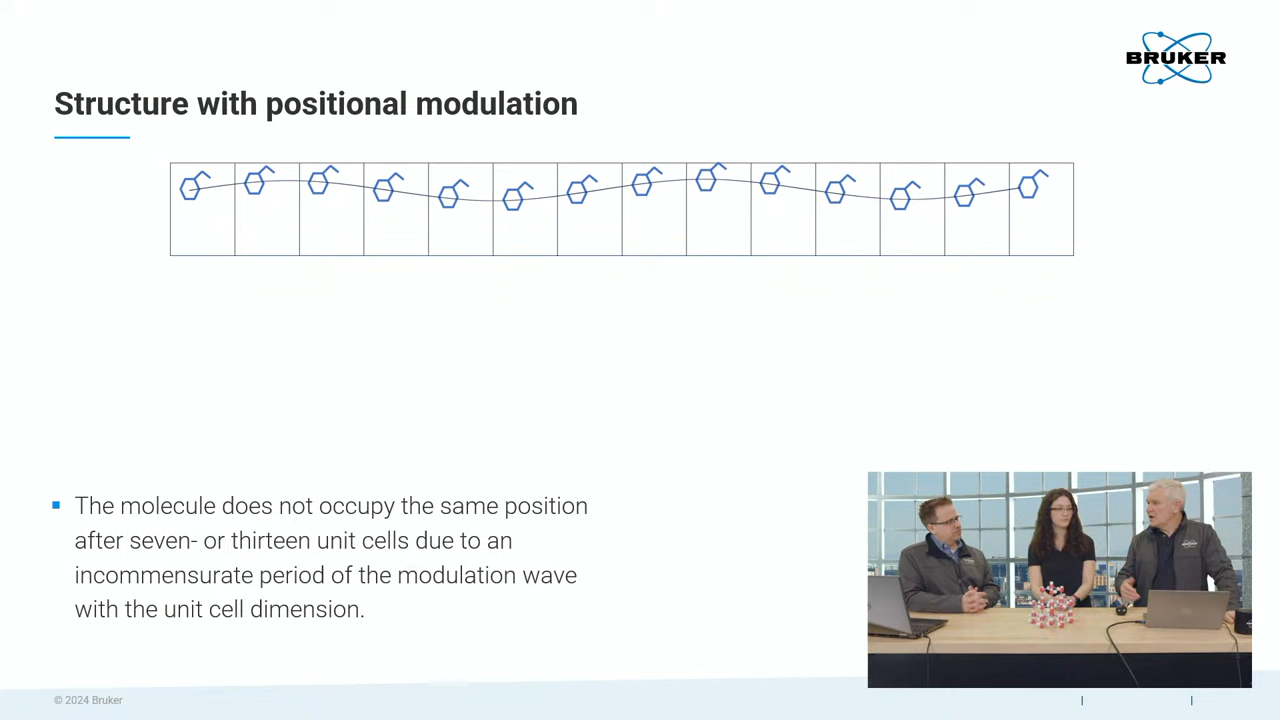 BRUKER
Structure with positional modulation
▪ The molecule does not occupy the same position
after seven- or thirteen unit cells due to an
incommensurate period of the modulation wave
with the unit cell dimension.
© 2024 Bruker